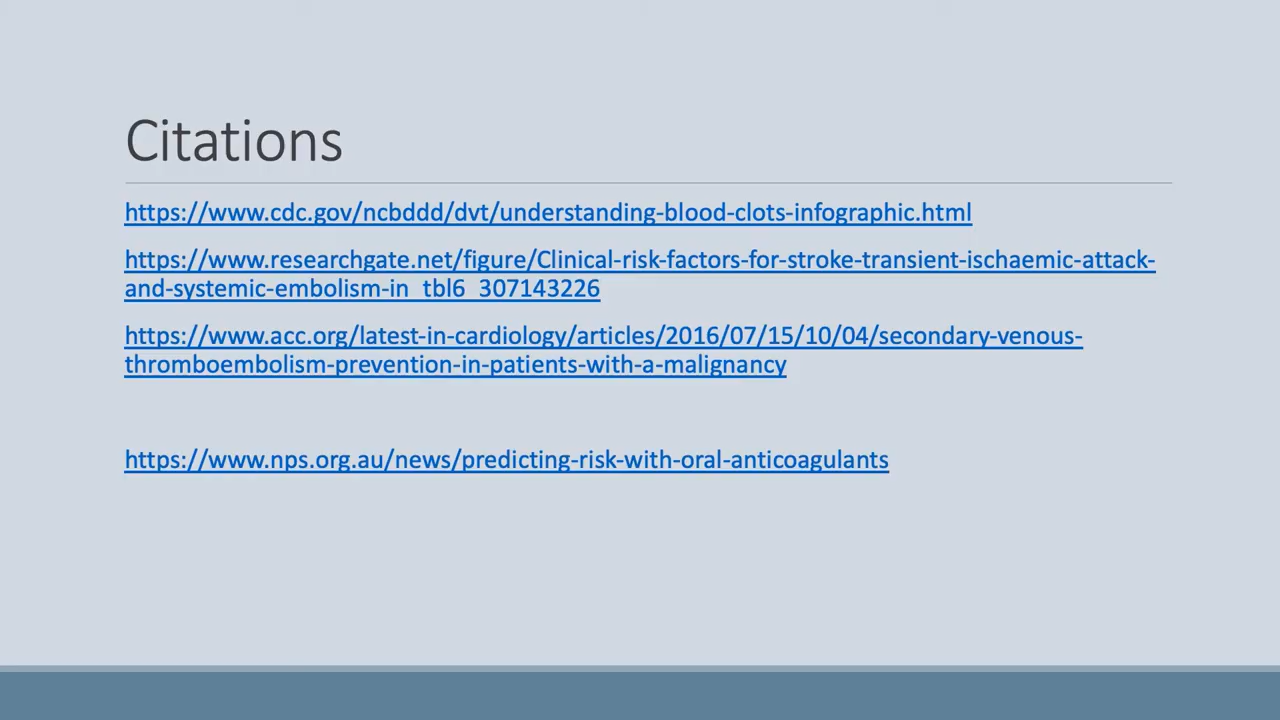 Citations
https://www.cdc.gov/ncbddd/dvt/understanding-blood-clots-infographic.html
https://www.researchgate.net/figure/Clinical-risk-factors-for-stroke-transient-ischaemic-attack-
and-systemic-embolism-in_tbl6_307143226
https://www.acc.org/latest-in-cardiology/articles/2016/07/15/10/04/secondary-venous-
thromboembolism-prevention-in-patients-with-a-malignancy
https://www.nps.org.au/news/predicting-risk-with-oral-anticoagulants